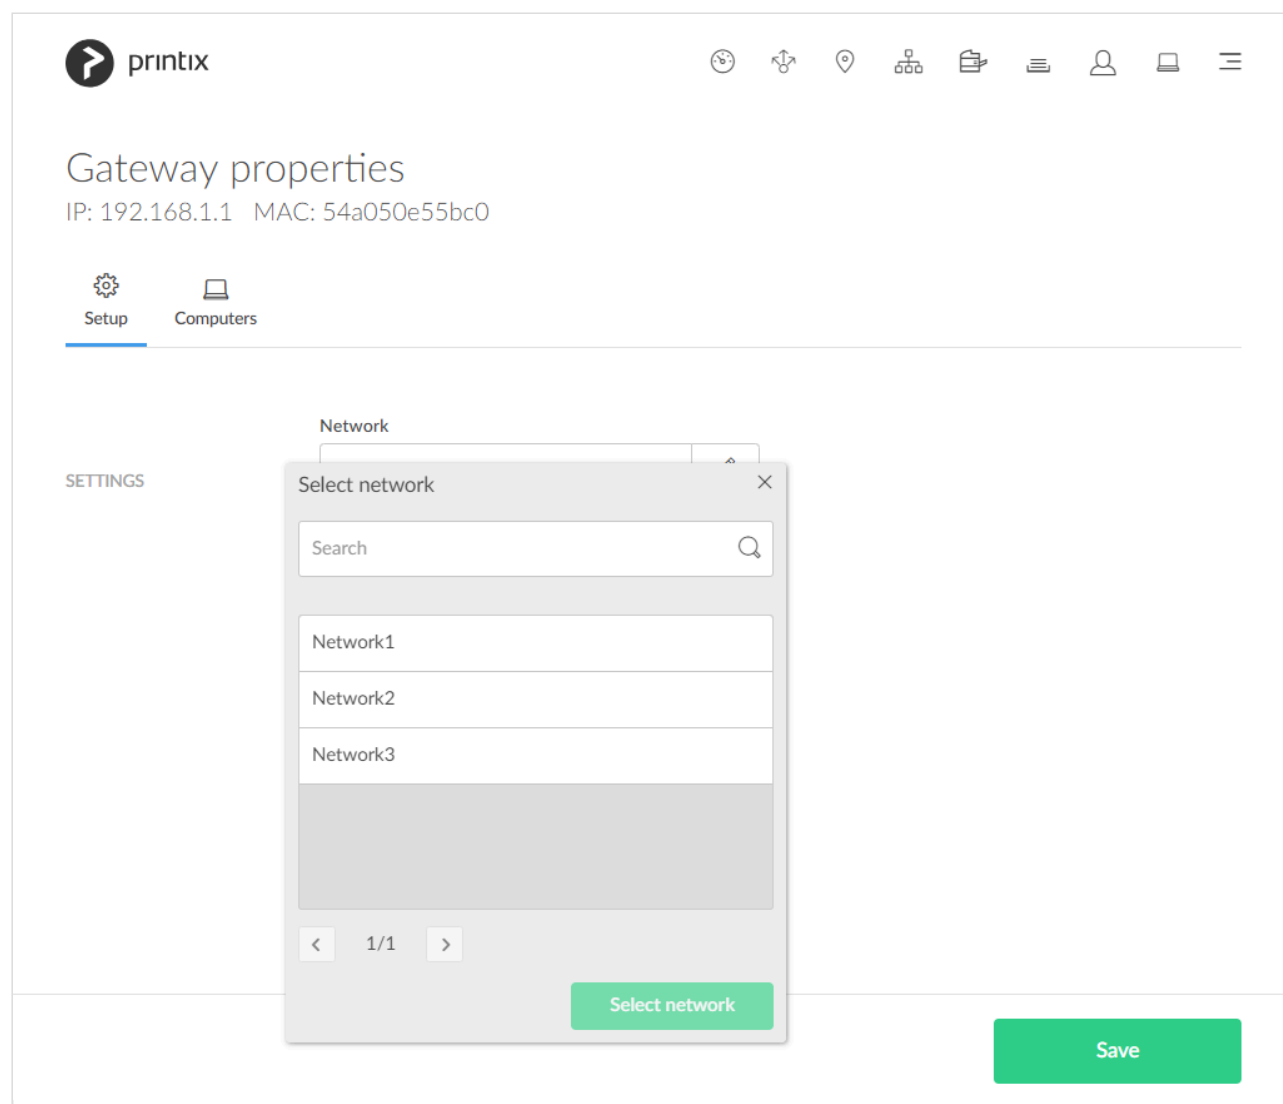 printix
Gateway properties
IP: 192.168.1.1 MAC: 54a050e55bc0
Setup Computers
Network
SETTINGS
Select network
Search
Network1
Network2
Network3
1/1
Select network
Save